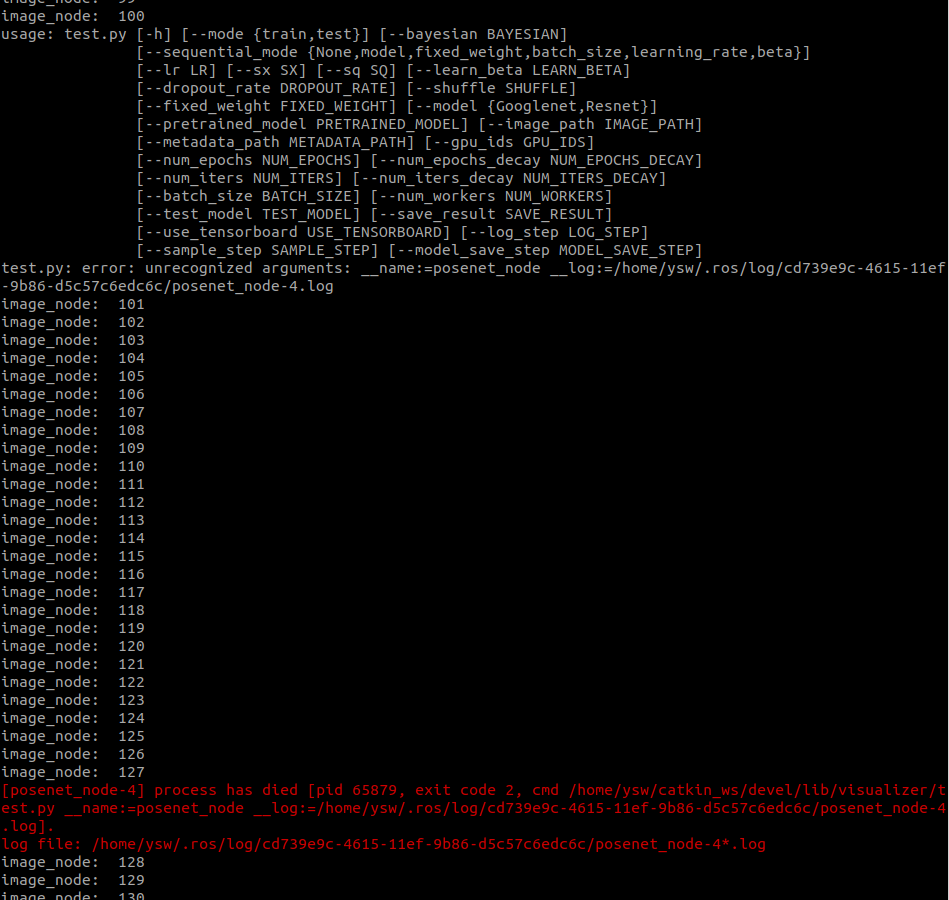 image_node:  99
image_node:  100
usage: test.py [-h] [--mode {train,test}] [--bayesian BAYESIAN]
               [--sequential_mode {None,model,fixed_weight,batch_size,learning_rate,beta}]
               [--lr LR] [--sx SX] [--sq SQ] [--learn_beta LEARN_BETA]
               [--dropout_rate DROPOUT_RATE] [--shuffle SHUFFLE]
               [--fixed_weight FIXED_WEIGHT] [--model {Googlenet,Resnet}]
               [--pretrained_model PRETRAINED_MODEL] [--image_path IMAGE_PATH]
               [--metadata_path METADATA_PATH] [--gpu_ids GPU_IDS]
               [--num_epochs NUM_EPOCHS] [--num_epochs_decay NUM_EPOCHS_DECAY]
               [--num_iters NUM_ITERS] [--num_iters_decay NUM_ITERS_DECAY]
               [--batch_size BATCH_SIZE] [--num_workers NUM_WORKERS]
               [--test_model TEST_MODEL] [--save_result SAVE_RESULT]
               [--use_tensorboard USE_TENSORBOARD] [--log_step LOG_STEP]
               [--sample_step SAMPLE_STEP] [--model_save_step MODEL_SAVE_STEP]
test.py: error: unrecognized arguments: __name:=posenet_node __log:=/home/ysw/.ros/log/cd739e9c-4615-11ef
-9b86-d5c57c6edc6c/posenet_node-4.log
image_node:  101
image_node:  102
image_node:  103
image_node:  104
image_node:  105
image_node:  106
image_node:  107
image_node:  108
image_node:  109
image_node:  110
image_node:  111
image_node:  112
image_node:  113
image_node:  114
image_node:  115
image_node:  116
image_node:  117
image_node:  118
image_node:  119
image_node:  120
image_node:  121
image_node:  122
image_node:  123
image_node:  124
image_node:  125
image_node:  126
image_node:  127
[posenet_node-4] process has died [pid 65879, exit code 2, cmd /home/ysw/catkin_ws/devel/lib/visualizer/t
est.py __name:=posenet_node __log:=/home/ysw/.ros/log/cd739e9c-4615-11ef-9b86-d5c57c6edc6c/posenet_node-4
.log].
log file: /home/ysw/.ros/log/cd739e9c-4615-11ef-9b86-d5c57c6edc6c/posenet_node-4*.log
image_node:  128
image_node:  129
image_node:  130